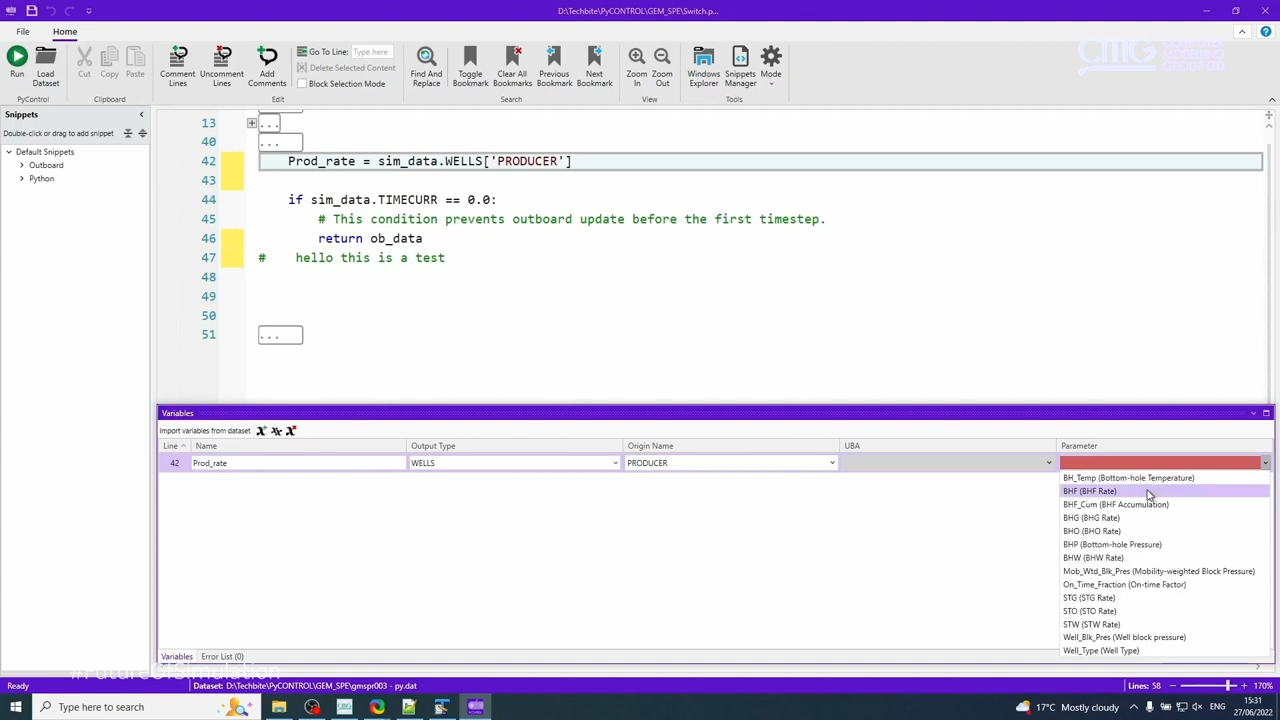 D:\Techbite\PyCONTROL\GEM_SPE\Switch.p...
File Home
Run
Load Dataset
Cut
Copy
Paste
Comment Lines
Uncomment Lines
Add Comments
Go To Line: Type here
Delete Selected Content
Block Selection Mode
Find And Replace
Toggle Bookmark
Clear All Bookmarks
Previous Bookmark
Next Bookmark
Zoom In
Zoom Out
Windows Explorer
Snippets Manager
Mode
CMG COMPUTER MODELLING GROUP LTD.
PyControl Clipboard Edit Search View Tools
Snippets
Double-click or drag to add snippet
Default Snippets
Outboard
Python
13 ...
40 ...
42 Prod_rate = sim_data.WELLS['PRODUCER']
43
44 if sim_data.TIMECURR == 0.0:
45 # This condition prevents outboard update before the first timestep.
46 return ob_data
47 # hello this is a test
48
49
50
51 ...
Variables
Import variables from dataset
Line Name Output Type Origin Name UBA Parameter
42 Prod_rate WELLS PRODUCER
BH_Temp (Bottom-hole Temperature)
BHF (BHF Rate)
BHF_Cum (BHF Accumulation)
BHG (BHG Rate)
BHO (BHO Rate)
BHP (Bottom-hole Pressure)
BHW (BHW Rate)
Mob_Wtd_Blk_Pres (Mobility-weighted Block Pressure)
On_Time_Fraction (On-time Factor)
STG (STG Rate)
STO (STO Rate)
STW (STW Rate)
Well_Blk_Pres (Well block pressure)
Well_Type (Well Type)
Variables Error List (0)
#FutureOfSimulation
Ready Dataset: D:\Techbite\PyCONTROL\GEM_SPE\gmspr003 - py.dat Lines: 58 170%
Type here to search
17°C Mostly cloudy ENG 15:31
27/06/2022